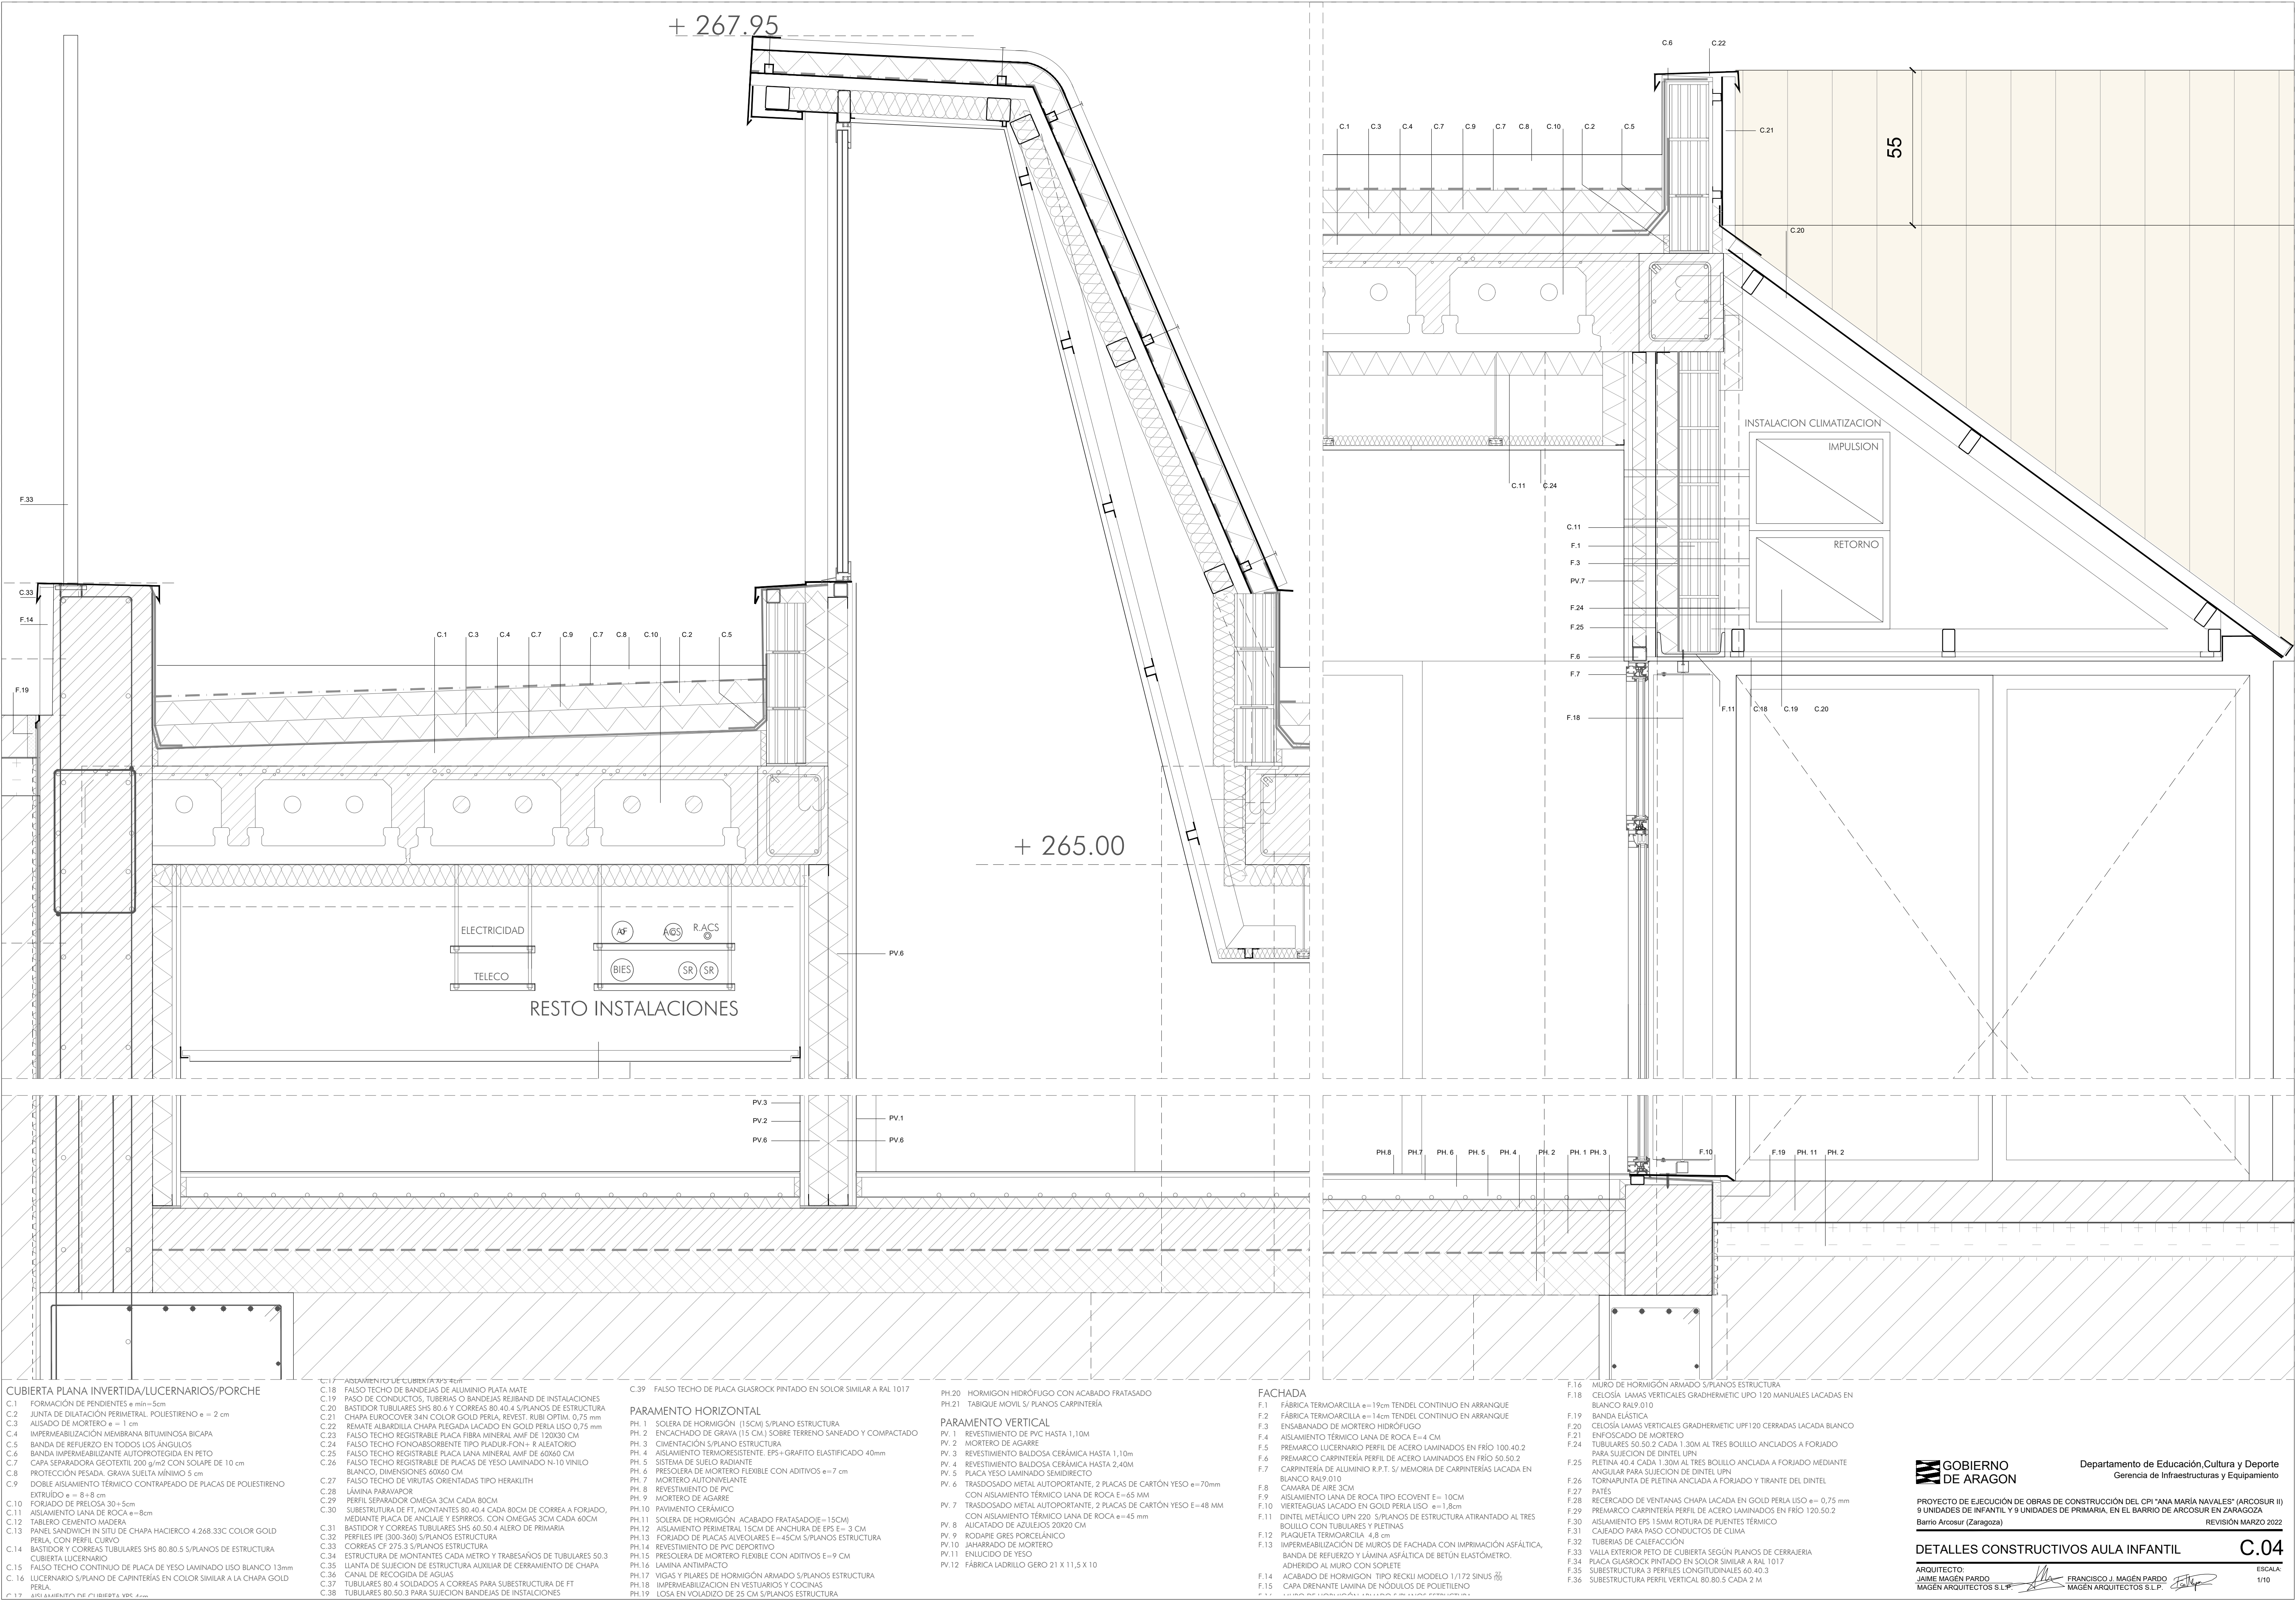 + 267.95
C.6
C.22
C.1
C.3
C.4
C.7
C.9
C.7
C.8
C.10
C.2
C.5
C.21
55
C.20
INSTALACION CLIMATIZACION
IMPULSION
RETORNO
C.11
C.24
C.11
F.1
F.3
PV.7
F.24
F.25
F.6
F.7
F.18
F.11
C.18
C.19
C.20
F.33
C.33
F.14
F.19
C.1
C.3
C.4
C.7
C.9
C.7
C.8
C.10
C.2
C.5
+ 265.00
ELECTRICIDAD
TELECO
AF
ACS
R.ACS
BIES
SR
SR
RESTO INSTALACIONES
PV.6
PV.3
PV.2
PV.6
PV.1
PV.6
PH.8
PH.7
PH. 6
PH. 5
PH. 4
PH. 2
PH. 1
PH. 3
F.10
F.19
PH. 11
PH. 2
CUBIERTA PLANA INVERTIDA/LUCERNARIOS/PORCHE
C.1 FORMACIÓN DE PENDIENTES e mín=5cm
C.2 JUNTA DE DILATACIÓN PERIMETRAL. POLIESTIRENO e = 2 cm
C.3 ALISADO DE MORTERO e = 1 cm
C.4 IMPERMEABILIZACIÓN MEMBRANA BITUMINOSA BICAPA
C.5 BANDA DE REFUERZO EN TODOS LOS ÁNGULOS
C.6 BANDA IMPERMEABILIZANTE AUTOPROTEGIDA EN PETO
C.7 CAPA SEPARADORA GEOTEXTIL 200 g/m2 CON SOLAPE DE 10 cm
C.8 PROTECCIÓN PESADA. GRAVA SUELTA MÍNIMO 5 cm
C.9 DOBLE AISLAMIENTO TÉRMICO CONTRAPEADO DE PLACAS DE POLIESTIRENO
EXTRUÍDO e = 8+8 cm
C.10 FORJADO DE PRELOSA 30+5cm
C.11 AISLAMIENTO LANA DE ROCA e=8cm
C.12 TABLERO CEMENTO MADERA
C.13 PANEL SANDWICH IN SITU DE CHAPA HACIERCO 4.268.33C COLOR GOLD
PERLA, CON PERFIL CURVO
C.14 BASTIDOR Y CORREAS TUBULARES SHS 80.80.5 S/PLANOS DE ESTRUCTURA
CUBIERTA LUCERNARIO
C.15 FALSO TECHO CONTINUO DE PLACA DE YESO LAMINADO LISO BLANCO 13mm
C. 16 LUCERNARIO S/PLANO DE CAPINTERÍAS EN COLOR SIMILAR A LA CHAPA GOLD
PERLA.
C.17 AISLAMIENTO DE CUBIERTA XPS 4cm
C.17 AISLAMIENTO DE CUBIERTA XPS 4cm
C.18 FALSO TECHO DE BANDEJAS DE ALUMINIO PLATA MATE
C.19 PASO DE CONDUCTOS, TUBERIAS O BANDEJAS REJIBAND DE INSTALACIONES
C.20 BASTIDOR TUBULARES SHS 80.6 Y CORREAS 80.40.4 S/PLANOS DE ESTRUCTURA
C.21 CHAPA EUROCOVER 34N COLOR GOLD PERLA, REVEST. RUBI OPTIM. 0,75 mm
C.22 REMATE ALBARDILLA CHAPA PLEGADA LACADO EN GOLD PERLA LISO 0,75 mm
C.23 FALSO TECHO REGISTRABLE PLACA FIBRA MINERAL AMF DE 120X30 CM
C.24 FALSO TECHO FONOABSORBENTE TIPO PLADUR-FON+ R ALEATORIO
C.25 FALSO TECHO REGISTRABLE PLACA LANA MINERAL AMF DE 60X60 CM
C.26 FALSO TECHO REGISTRABLE DE PLACAS DE YESO LAMINADO N-10 VINILO
BLANCO, DIMENSIONES 60X60 CM
C.27 FALSO TECHO DE VIRUTAS ORIENTADAS TIPO HERAKLITH
C.28 LÁMINA PARAVAPOR
C.29 PERFIL SEPARADOR OMEGA 3CM CADA 80CM
C.30 SUBESTRUTURA DE FT, MONTANTES 80.40.4 CADA 80CM DE CORREA A FORJADO,
MEDIANTE PLACA DE ANCLAJE Y ESPIRROS. CON OMEGAS 3CM CADA 60CM
C.31 BASTIDOR Y CORREAS TUBULARES SHS 60.50.4 ALERO DE PRIMARIA
C.32 PERFILES IPE (300-360) S/PLANOS ESTRUCTURA
C.33 CORREAS CF 275.3 S/PLANOS ESTRUCTURA
C.34 ESTRUCTURA DE MONTANTES CADA METRO Y TRABESAÑOS DE TUBULARES 50.3
C.35 LLANTA DE SUJECION DE ESTRUCTURA AUXILIAR DE CERRAMIENTO DE CHAPA
C.36 CANAL DE RECOGIDA DE AGUAS
C.37 TUBULARES 80.4 SOLDADOS A CORREAS PARA SUBESTRUCTURA DE FT
C.38 TUBULARES 80.50.3 PARA SUJECIÓN BANDEJAS DE INSTALCIONES
C.39 FALSO TECHO DE PLACA GLASROCK PINTADO EN SOLOR SIMILAR A RAL 1017
PARAMENTO HORIZONTAL
PH. 1 SOLERA DE HORMIGÓN (15CM) S/PLANO ESTRUCTURA
PH. 2 ENCACHADO DE GRAVA (15 CM.) SOBRE TERRENO SANEADO Y COMPACTADO
PH. 3 CIMENTACIÓN S/PLANO ESTRUCTURA
PH. 4 AISLAMIENTO TERMORESISTENTE. EPS+GRAFITO ELASTIFICADO 40mm
PH. 5 SISTEMA DE SUELO RADIANTE
PH. 6 PRESOLERA DE MORTERO FLEXIBLE CON ADITIVOS e=7 cm
PH. 7 MORTERO AUTONIVELANTE
PH. 8 REVESTIMIENTO DE PVC
PH. 9 MORTERO DE AGARRE
PH.10 PAVIMENTO CERÁMICO
PH.11 SOLERA DE HORMIGÓN ACABADO FRATASADO(E=15CM)
PH.12 AISLAMIENTO PERIMETRAL 15CM DE ANCHURA DE EPS E= 3 CM
PH.13 FORJADO DE PLACAS ALVEOLARES E=45CM S/PLANOS ESTRUCTURA
PH.14 REVESTIMIENTO DE PVC DEPORTIVO
PH.15 PRESOLERA DE MORTERO FLEXIBLE CON ADITIVOS E=9 CM
PH.16 LAMINA ANTIMPACTO
PH.17 VIGAS Y PILARES DE HORMIGÓN ARMADO S/PLANOS ESTRUCTURA
PH.18 IMPERMEABILIZACION EN VESTUARIOS Y COCINAS
PH.19 LOSA EN VOLADIZO DE 25 CM S/PLANOS ESTRUCTURA
PH.20 HORMIGON HIDRÓFUGO CON ACABADO FRATASADO
PH.21 TABIQUE MOVIL S/ PLANOS CARPINTERÍA
PARAMENTO VERTICAL
PV. 1 REVESTIMIENTO DE PVC HASTA 1,10M
PV. 2 MORTERO DE AGARRE
PV. 3 REVESTIMIENTO BALDOSA CERÁMICA HASTA 1,10m
PV. 4 REVESTIMIENTO BALDOSA CERÁMICA HASTA 2,40M
PV. 5 PLACA YESO LAMINADO SEMIDIRECTO
PV. 6 TRASDOSADO METAL AUTOPORTANTE, 2 PLACAS DE CARTÓN YESO e=70mm
CON AISLAMIENTO TÉRMICO LANA DE ROCA E=65 MM
PV. 7 TRASDOSADO METAL AUTOPORTANTE, 2 PLACAS DE CARTÓN YESO E=48 MM
CON AISLAMIENTO TÉRMICO LANA DE ROCA e=45 mm
PV. 8 ALICATADO DE AZULEJOS 20X20 CM
PV. 9 RODAPIE GRES PORCELÁNICO
PV.10 JAHARRADO DE MORTERO
PV.11 ENLUCIDO DE YESO
PV.12 FÁBRICA LADRILLO GERO 21 X 11,5 X 10
FACHADA
F.1 FÁBRICA TERMOARCILLA e=19cm TENDEL CONTINUO EN ARRANQUE
F.2 FÁBRICA TERMOARCILLA e=14cm TENDEL CONTINUO EN ARRANQUE
F.3 ENSABANADO DE MORTERO HIDRÓFUGO
F.4 AISLAMIENTO TÉRMICO LANA DE ROCA E=4 CM
F.5 PREMARCO LUCERNARIO PERFIL DE ACERO LAMINADOS EN FRÍO 100.40.2
F.6 PREMARCO CARPINTERÍA PERFIL DE ACERO LAMINADOS EN FRÍO 50.50.2
F.7 CARPINTERÍA DE ALUMINIO R.P.T. S/ MEMORIA DE CARPINTERÍAS LACADA EN
BLANCO RAL9.010
F.8 CAMARA DE AIRE 3CM
F.9 AISLAMIENTO LANA DE ROCA TIPO ECOVENT E= 10CM
F.10 VIERTEAGUAS LACADO EN GOLD PERLA LISO e=1,8cm
F.11 DINTEL METÁLICO UPN 220 S/PLANOS DE ESTRUCTURA ATIRANTADO AL TRES
BOLILLO CON TUBULARES Y PLETINAS
F.12 PLAQUETA TERMOARCILA 4,8 cm
F.13 IMPERMEABILIZACIÓN DE MUROS DE FACHADA CON IMPRIMACIÓN ASFÁLTICA,
BANDA DE REFUERZO Y LÁMINA ASFÁLTICA DE BETÚN ELASTÓMERO.
ADHERIDO AL MURO CON SOPLETE
F.14 ACABADO DE HORMIGON TIPO RECKLI MODELO 1/172 SINUS
F.15 CAPA DRENANTE LAMINA DE NÓDULOS DE POLIETILENO
F.16 MURO DE HORMIGÓN ARMADO S/PLANOS ESTRUCTURA
F.16 MURO DE HORMIGÓN ARMADO S/PLANOS ESTRUCTURA
F.18 CELOSÍA LAMAS VERTICALES GRADHERMETIC UPO 120 MANUALES LACADAS EN
BLANCO RAL9.010
F.19 BANDA ELÁSTICA
F.20 CELOSÍA LAMAS VERTICALES GRADHERMETIC UPF120 CERRADAS LACADA BLANCO
F.21 ENFOSCADO DE MORTERO
F.24 TUBULARES 50.50.2 CADA 1.30M AL TRES BOLILLO ANCLADOS A FORJADO
PARA SUJECION DE DINTEL UPN
F.25 PLETINA 40.4 CADA 1.30M AL TRES BOLILLO ANCLADA A FORJADO MEDIANTE
ANGULAR PARA SUJECION DE DINTEL UPN
F.26 TORNAPUNTA DE PLETINA ANCLADA A FORJADO Y TIRANTE DEL DINTEL
F.27 PATÉS
F.28 RECERCADO DE VENTANAS CHAPA LACADA EN GOLD PERLA LISO e= 0,75 mm
F.29 PREMARCO CARPINTERÍA PERFIL DE ACERO LAMINADOS EN FRÍO 120.50.2
F.30 AISLAMIENTO EPS 15MM ROTURA DE PUENTES TÉRMICO
F.31 CAJEADO PARA PASO CONDUCTOS DE CLIMA
F.32 TUBERIAS DE CALEFACCIÓN
F.33 VALLA EXTERIOR PETO DE CUBIERTA SEGÚN PLANOS DE CERRAJERIA
F.34 PLACA GLASROCK PINTADO EN SOLOR SIMILAR A RAL 1017
F.35 SUBESTRUCTURA 3 PERFILES LONGITUDINALES 60.40.3
F.36 SUBESTRUCTURA PERFIL VERTICAL 80.80.5 CADA 2 M
GOBIERNO
DE ARAGON
Departamento de Educación,Cultura y Deporte
Gerencia de Infraestructuras y Equipamiento
PROYECTO DE EJECUCIÓN DE OBRAS DE CONSTRUCCIÓN DEL CPI "ANA MARÍA NAVALES" (ARCOSUR II)
9 UNIDADES DE INFANTIL Y 9 UNIDADES DE PRIMARIA, EN EL BARRIO DE ARCOSUR EN ZARAGOZA
Barrio Arcosur (Zaragoza)
REVISIÓN MARZO 2022
DETALLES CONSTRUCTIVOS AULA INFANTIL
C.04
ARQUITECTO:
ESCALA:
JAIME MAGÉN PARDO
FRANCISCO J. MAGÉN PARDO
1/10
MAGÉN ARQUITECTOS S.L.P.
MAGÉN ARQUITECTOS S.L.P.